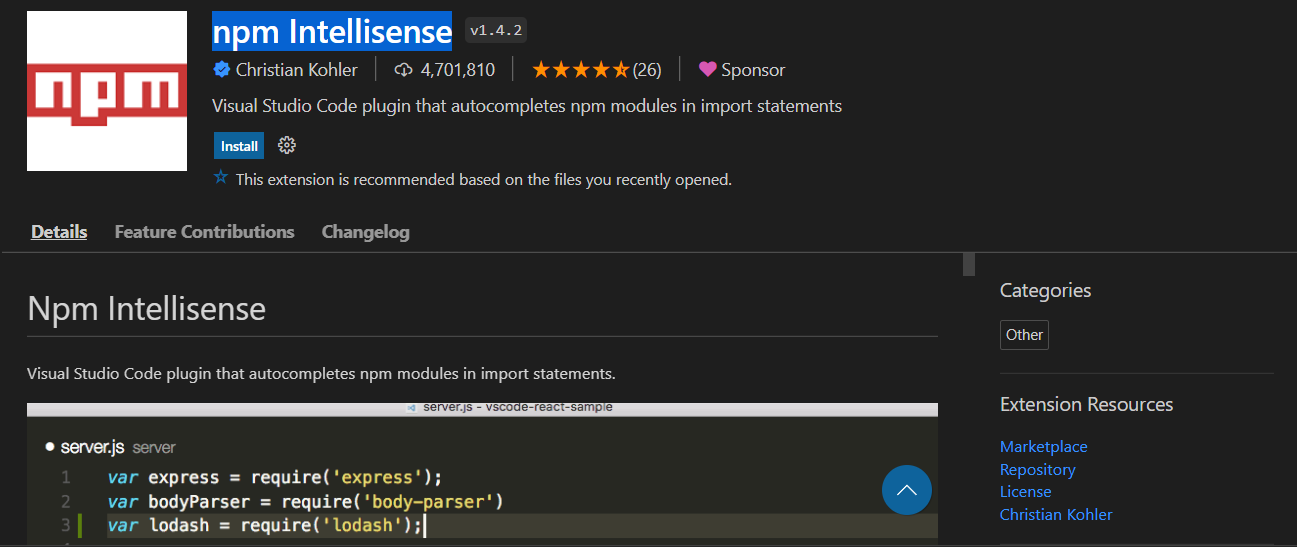 npm
npm Intellisense v1.4.2
Christian Kohler 4,701,810 (26) Sponsor
Visual Studio Code plugin that autocompletes npm modules in import statements
Install
This extension is recommended based on the files you recently opened.
Details Feature Contributions Changelog
Npm Intellisense
Visual Studio Code plugin that autocompletes npm modules in import statements.
server.js - vscode-react-sample
server.js server
1 var express = require('express');
2 var bodyParser = require('body-parser')
3 var lodash = require('lodash');
Categories
Other
Extension Resources
Marketplace
Repository
License
Christian Kohler